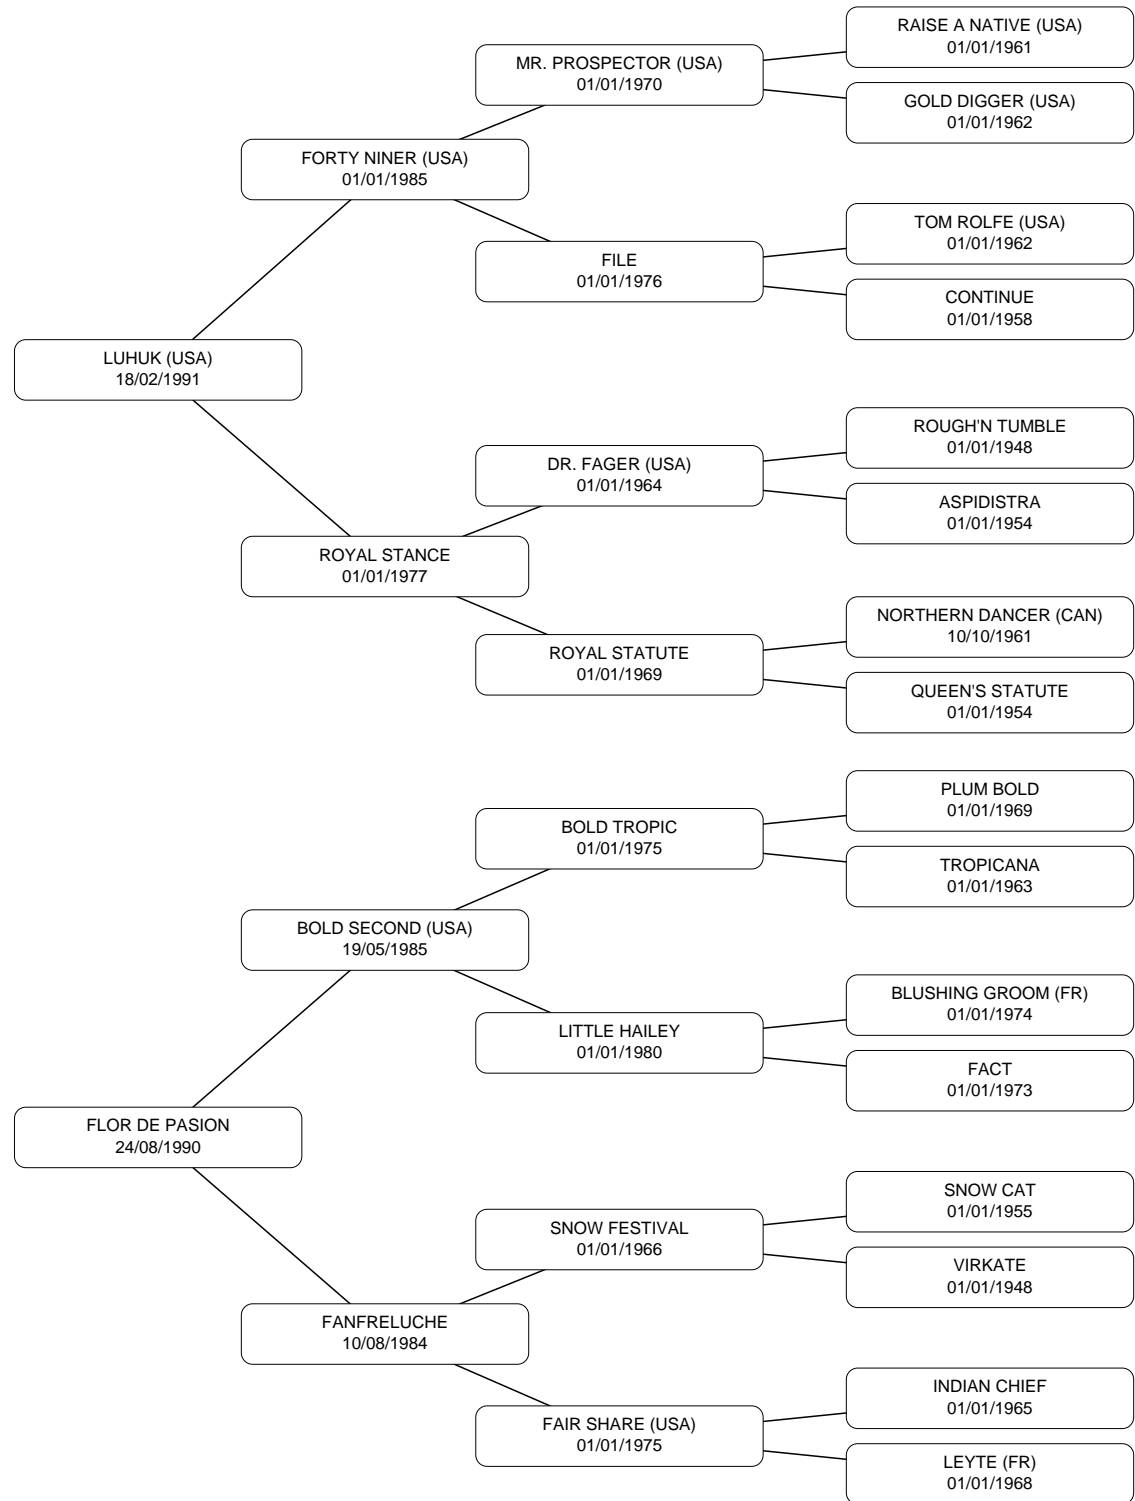 RAISE A NATIVE (USA)
01/01/1961
MR. PROSPECTOR (USA)
01/01/1970
GOLD DIGGER (USA)
01/01/1962
FORTY NINER (USA)
01/01/1985
TOM ROLFE (USA)
01/01/1962
FILE
01/01/1976
CONTINUE
01/01/1958
LUHUK (USA)
18/02/1991
ROUGH'N TUMBLE
01/01/1948
DR. FAGER (USA)
01/01/1964
ASPIDISTRA
01/01/1954
ROYAL STANCE
01/01/1977
NORTHERN DANCER (CAN)
10/10/1961
ROYAL STATUTE
01/01/1969
QUEEN'S STATUTE
01/01/1954
PLUM BOLD
01/01/1969
BOLD TROPIC
01/01/1975
TROPICANA
01/01/1963
BOLD SECOND (USA)
19/05/1985
BLUSHING GROOM (FR)
01/01/1974
LITTLE HAILEY
01/01/1980
FACT
01/01/1973
FLOR DE PASION
24/08/1990
SNOW CAT
01/01/1955
SNOW FESTIVAL
01/01/1966
VIRKATE
01/01/1948
FANFRELUCHE
10/08/1984
INDIAN CHIEF
01/01/1965
FAIR SHARE (USA)
01/01/1975
LEYTE (FR)
01/01/1968